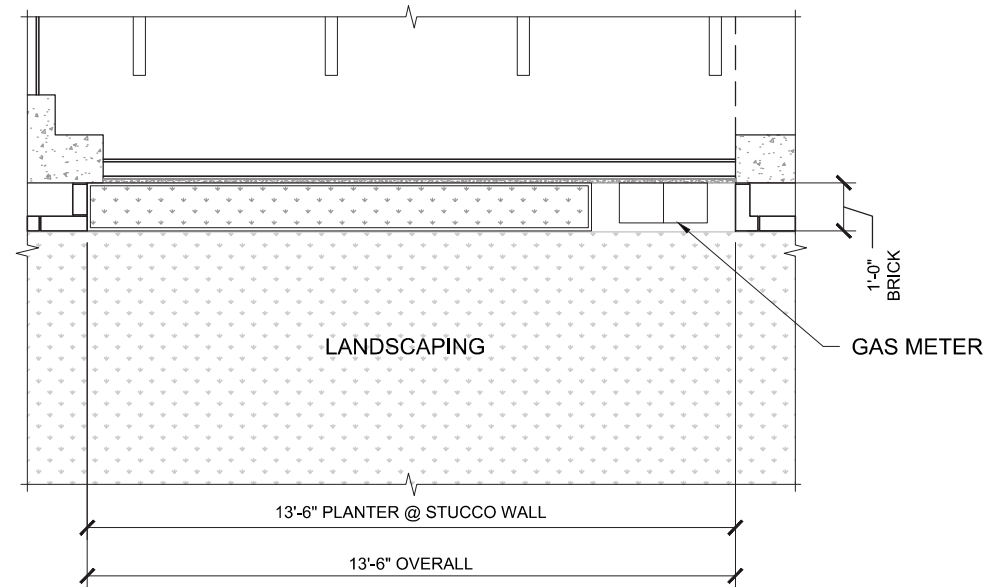 1'-0"
BRICK
LANDSCAPING
GAS METER
13'-6" PLANTER @ STUCCO WALL
13'-6" OVERALL